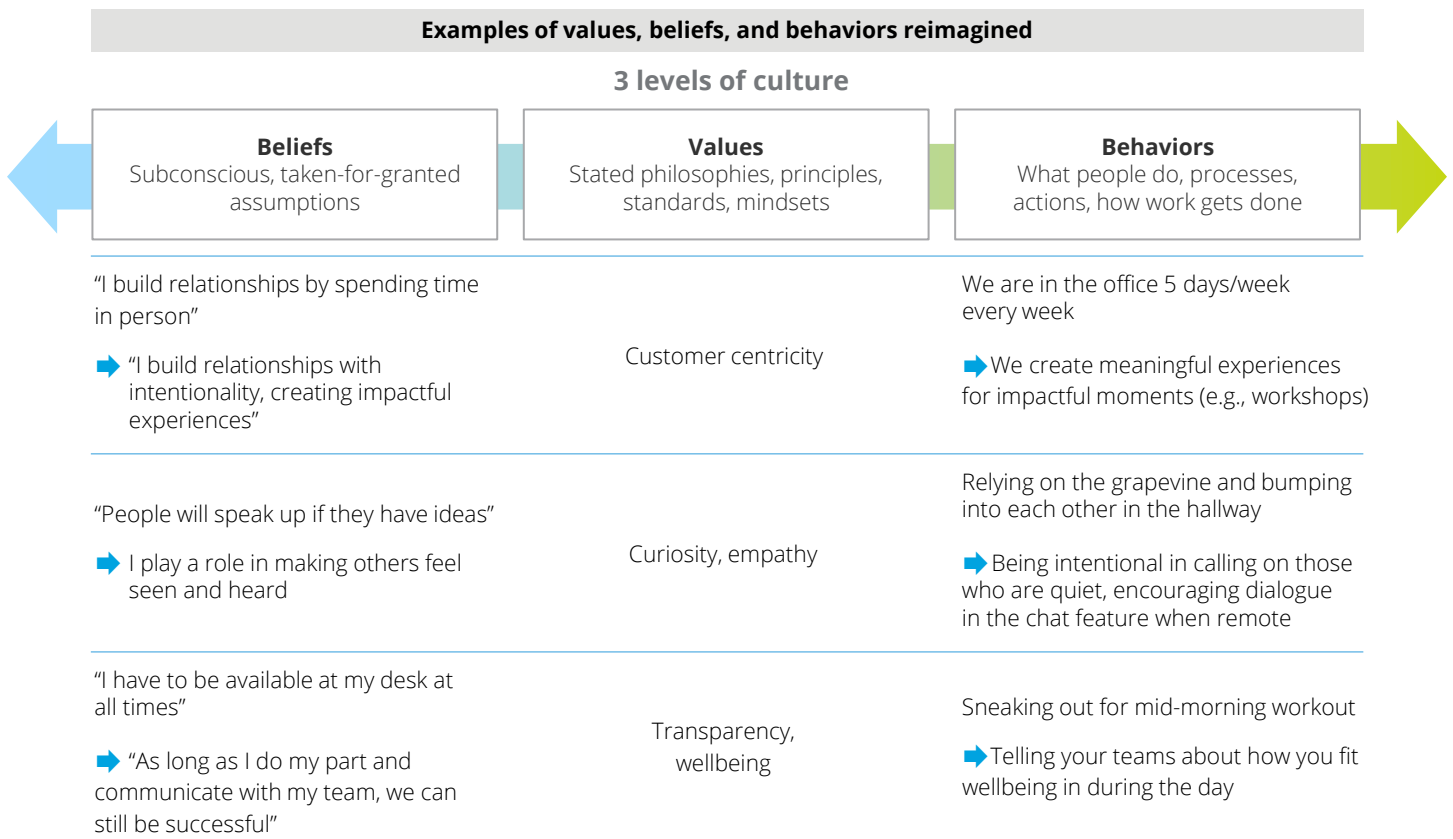 Examples of values, beliefs, and behaviors reimagined
3 levels of culture
Beliefs
Subconscious, taken-for-granted
assumptions
Values
Stated philosophies, principles,
standards, mindsets
Behaviors
What people do, processes,
actions, how work gets done
“I build relationships by spending time
in person”
“I build relationships with
intentionality, creating impactful
experiences”
Customer centricity
We are in the office 5 days/week
every week
We create meaningful experiences
for impactful moments (e.g., workshops)
“People will speak up if they have ideas”
I play a role in making others feel
seen and heard
Curiosity, empathy
Relying on the grapevine and bumping
into each other in the hallway
Being intentional in calling on those
who are quiet, encouraging dialogue
in the chat feature when remote
“I have to be available at my desk at
all times”
“As long as I do my part and
communicate with my team, we can
still be successful”
Transparency,
wellbeing
Sneaking out for mid-morning workout
Telling your teams about how you fit
wellbeing in during the day